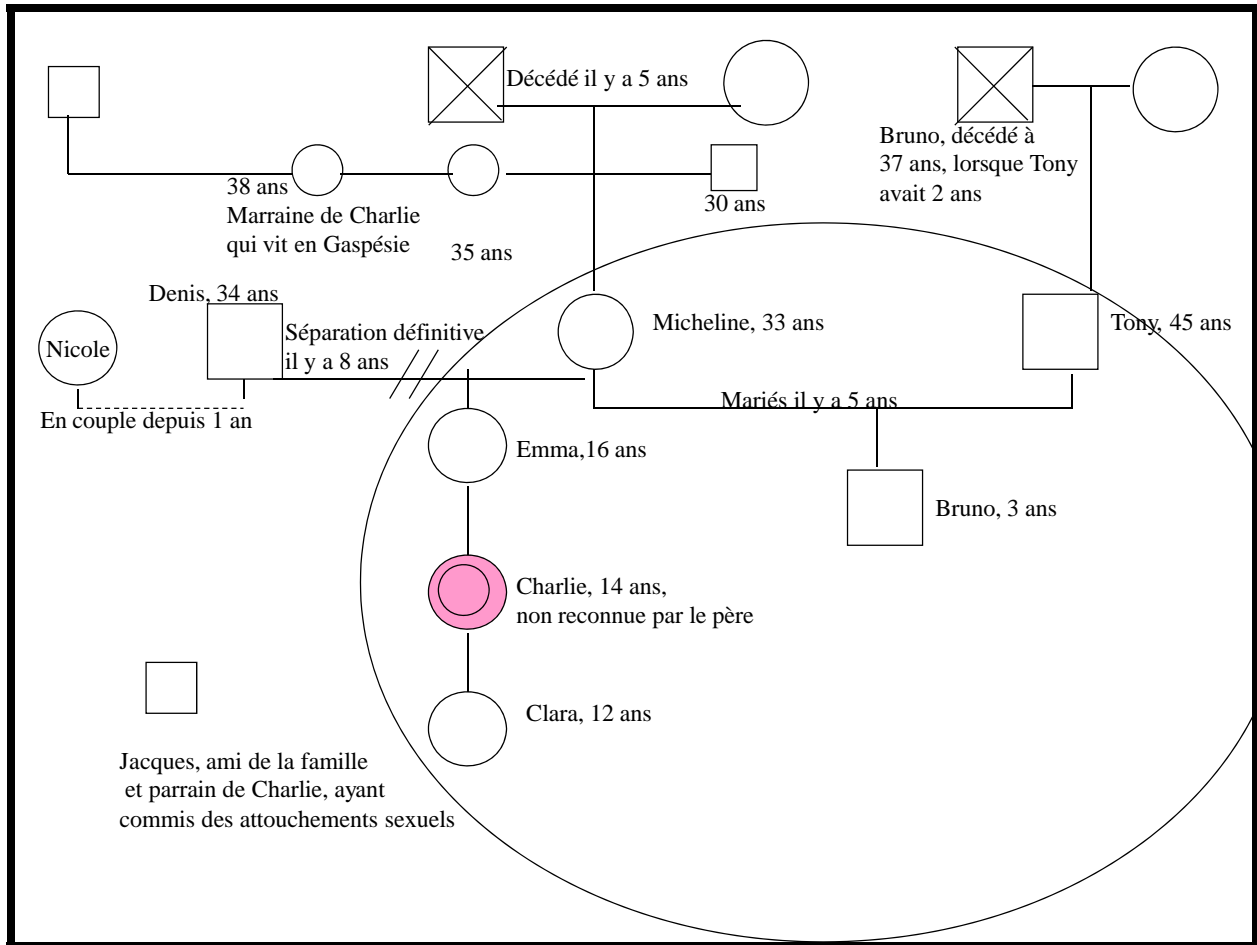 Décédé il y a 5 ans
Bruno, décédé à
37 ans, lorsque Tony
avait 2 ans
38 ans
Marraine de Charlie
qui vit en Gaspésie
35 ans
30 ans
Denis, 34 ans
Nicole
Séparation définitive
il y a 8 ans
En couple depuis 1 an
Micheline, 33 ans
Tony, 45 ans
Mariés il y a 5 ans
Emma,16 ans
Bruno, 3 ans
Charlie, 14 ans,
non reconnue par le père
Clara, 12 ans
Jacques, ami de la famille
et parrain de Charlie, ayant
commis des attouchements sexuels